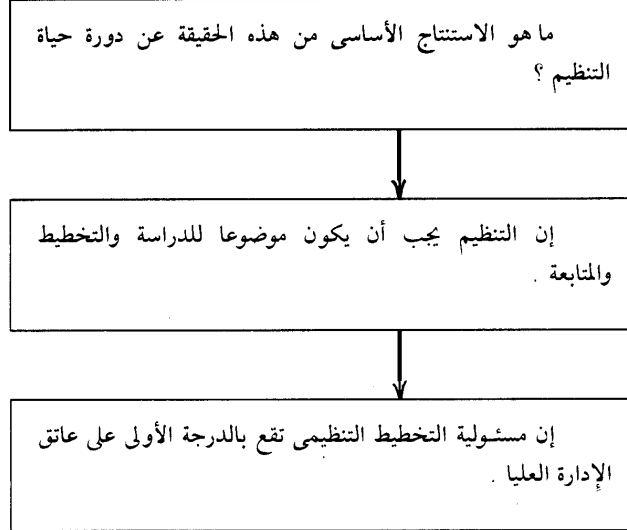 ما هو الاستنتاج الأساسى من هذه الحقيقة عن دورة حياة
التنظيم ؟
إن التنظيم يجب أن يكون موضوعا للدراسة والتخطيط
والمتابعة .
إن مسئولية التخطيط التنظيمى تقع بالدرجة الأولى على عاتق
الإدارة العليا .